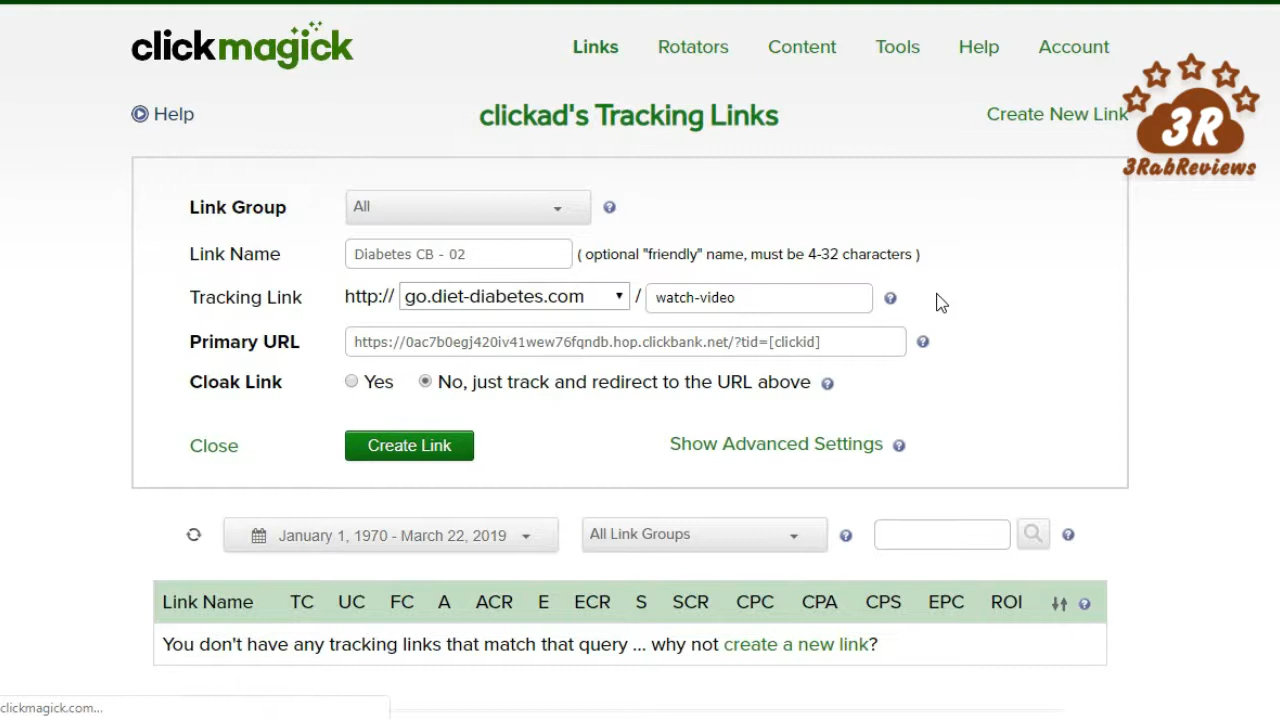 clickmagick
Links Rotators Content Tools Help Account
Help
clickad's Tracking Links
Create New Link
3R
3RabReviews
Link Group All
Link Name Diabetes CB - 02 ( optional "friendly" name, must be 4-32 characters )
Tracking Link http:// go.diet-diabetes.com / watch-video
Primary URL https://0ac7b0egj420iv41wew76fqndb.hop.clickbank.net/?tid=[clickid]
Cloak Link Yes No, just track and redirect to the URL above
Close Create Link Show Advanced Settings
January 1, 1970 - March 22, 2019 All Link Groups
Link Name TC UC FC A ACR E ECR S SCR CPC CPA CPS EPC ROI
You don't have any tracking links that match that query ... why not create a new link?
clickmagick.com...